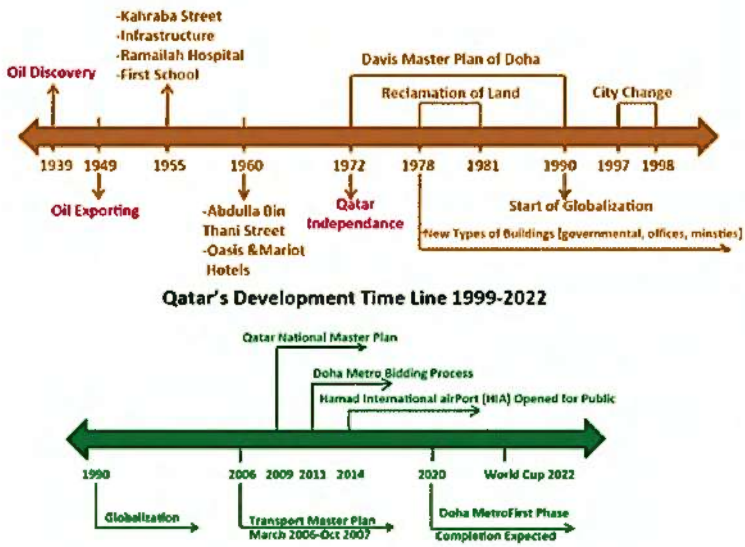 -Kahraba Street
-Infrastructure
-Ramailah Hospital
-First School
Oil Discovery
Davis Master Plan of Doha
Reclamation of Land
City Change
1939 1949 1955 1960 1972 1978 1981 1990 1997 1998
Oil Exporting
-Abdulla Bin
Thani Street
-Oasis &Mariot
Hotels
Qatar
Independance
Start of Globalization
New Types of Buildings [governmental, offices, minsties]
Qatar's Development Time Line 1999-2022
Qatar National Master Plan
Doha Metro Bidding Process
Hamad International airPort (HIA) Opened for Public
1990 2006 2009 2011 2014 2020 World Cup 2022
Globalization
Transport Master Plan
March 2006-Oct 2007
Doha MetroFirst Phase
Completion Expected